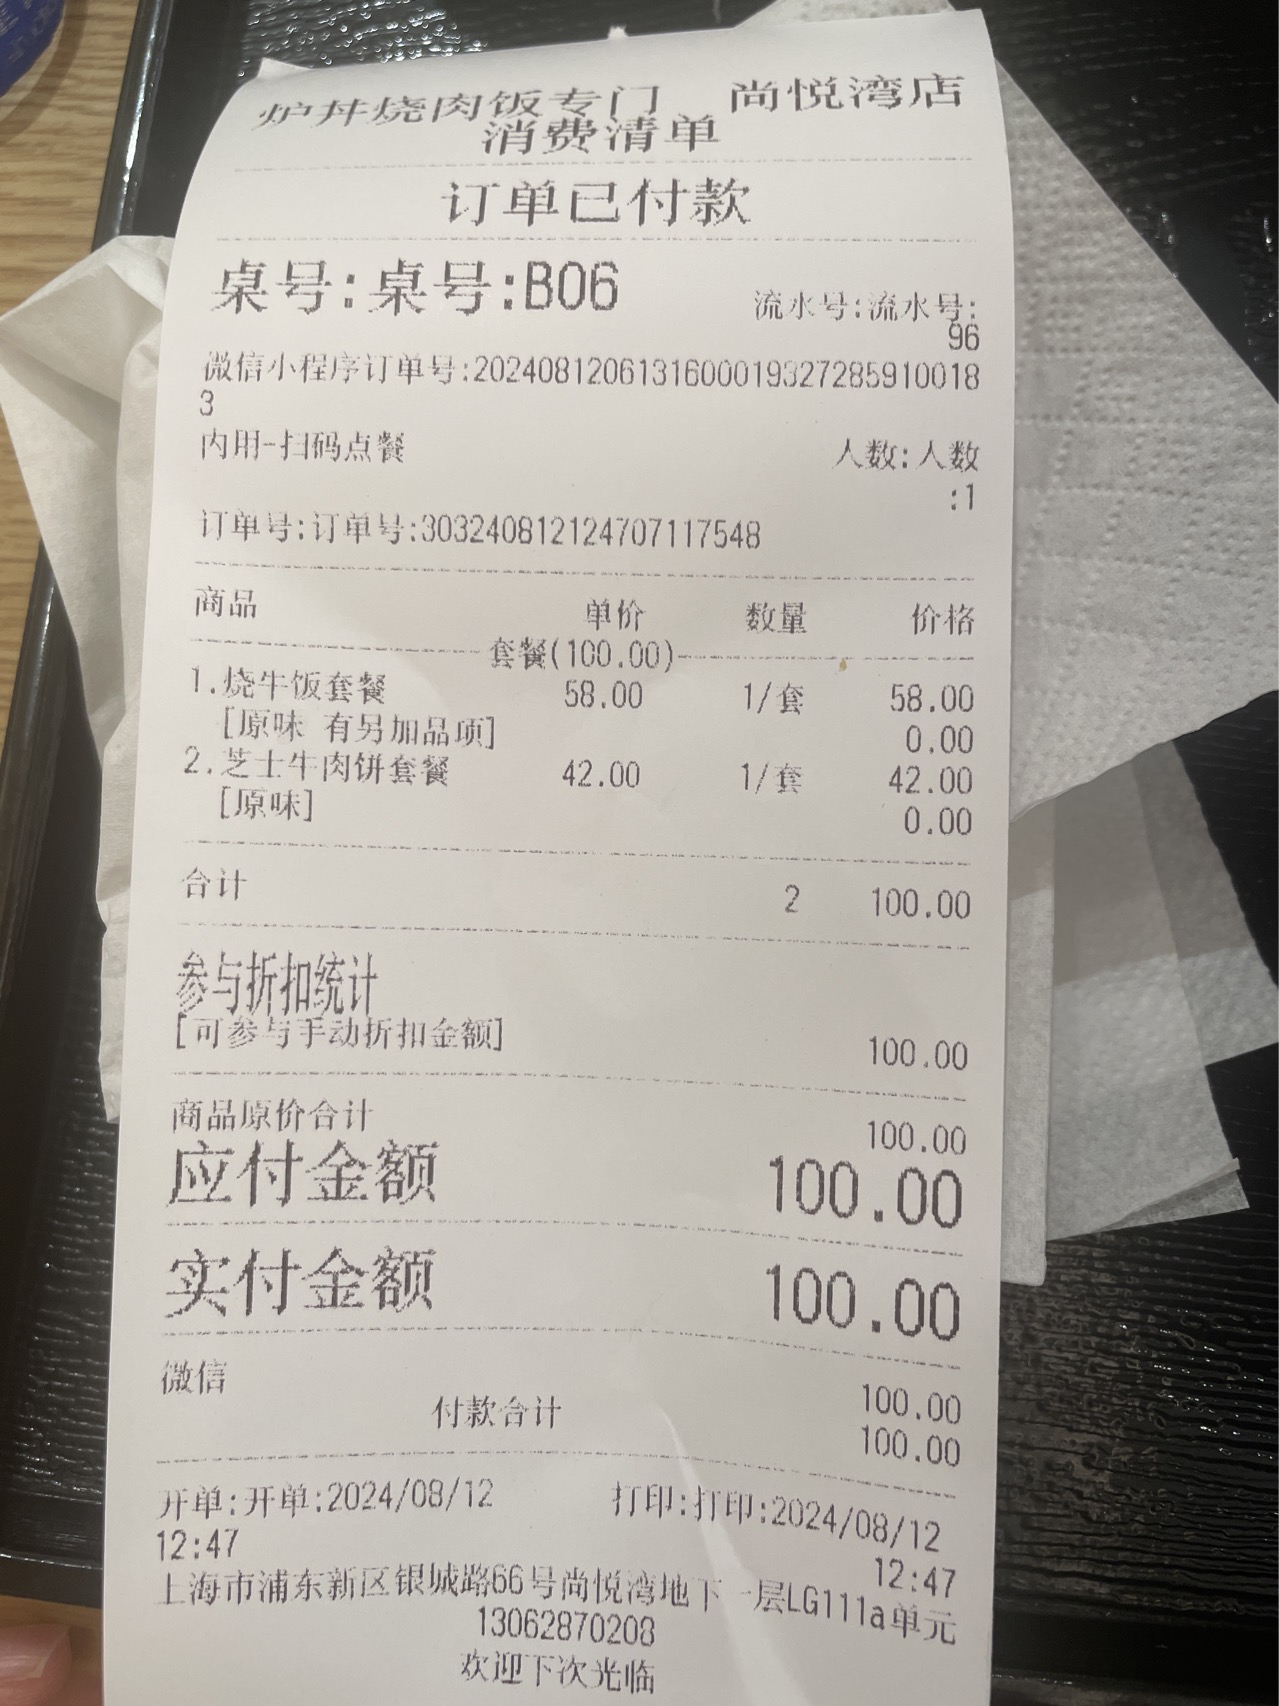 炉丼烧肉饭专门 尚悦湾店
消费清单
订单已付款
桌号:桌号:B06
流水号:流水号:
96
微信小程序订单号:2024081206131600019327285910018
3
内用-扫码点餐 人数:人数
:1
订单号:订单号:303240812124707117548
商品 单价 数量 价格
套餐(100.00)
1.烧牛饭套餐 58.00 1/套 58.00
[原味 有另加品项] 0.00
2.芝士牛肉饼套餐 42.00 1/套 42.00
[原味] 0.00
合计 2 100.00
参与折扣统计
[可参与手动折扣金额] 100.00
商品原价合计 100.00
应付金额 100.00
实付金额 100.00
微信 100.00
付款合计 100.00
开单:开单:2024/08/12 打印:打印:2024/08/12
12:47 12:47
上海市浦东新区银城路66号尚悦湾地下一层LG111a单元
13062870208
欢迎下次光临